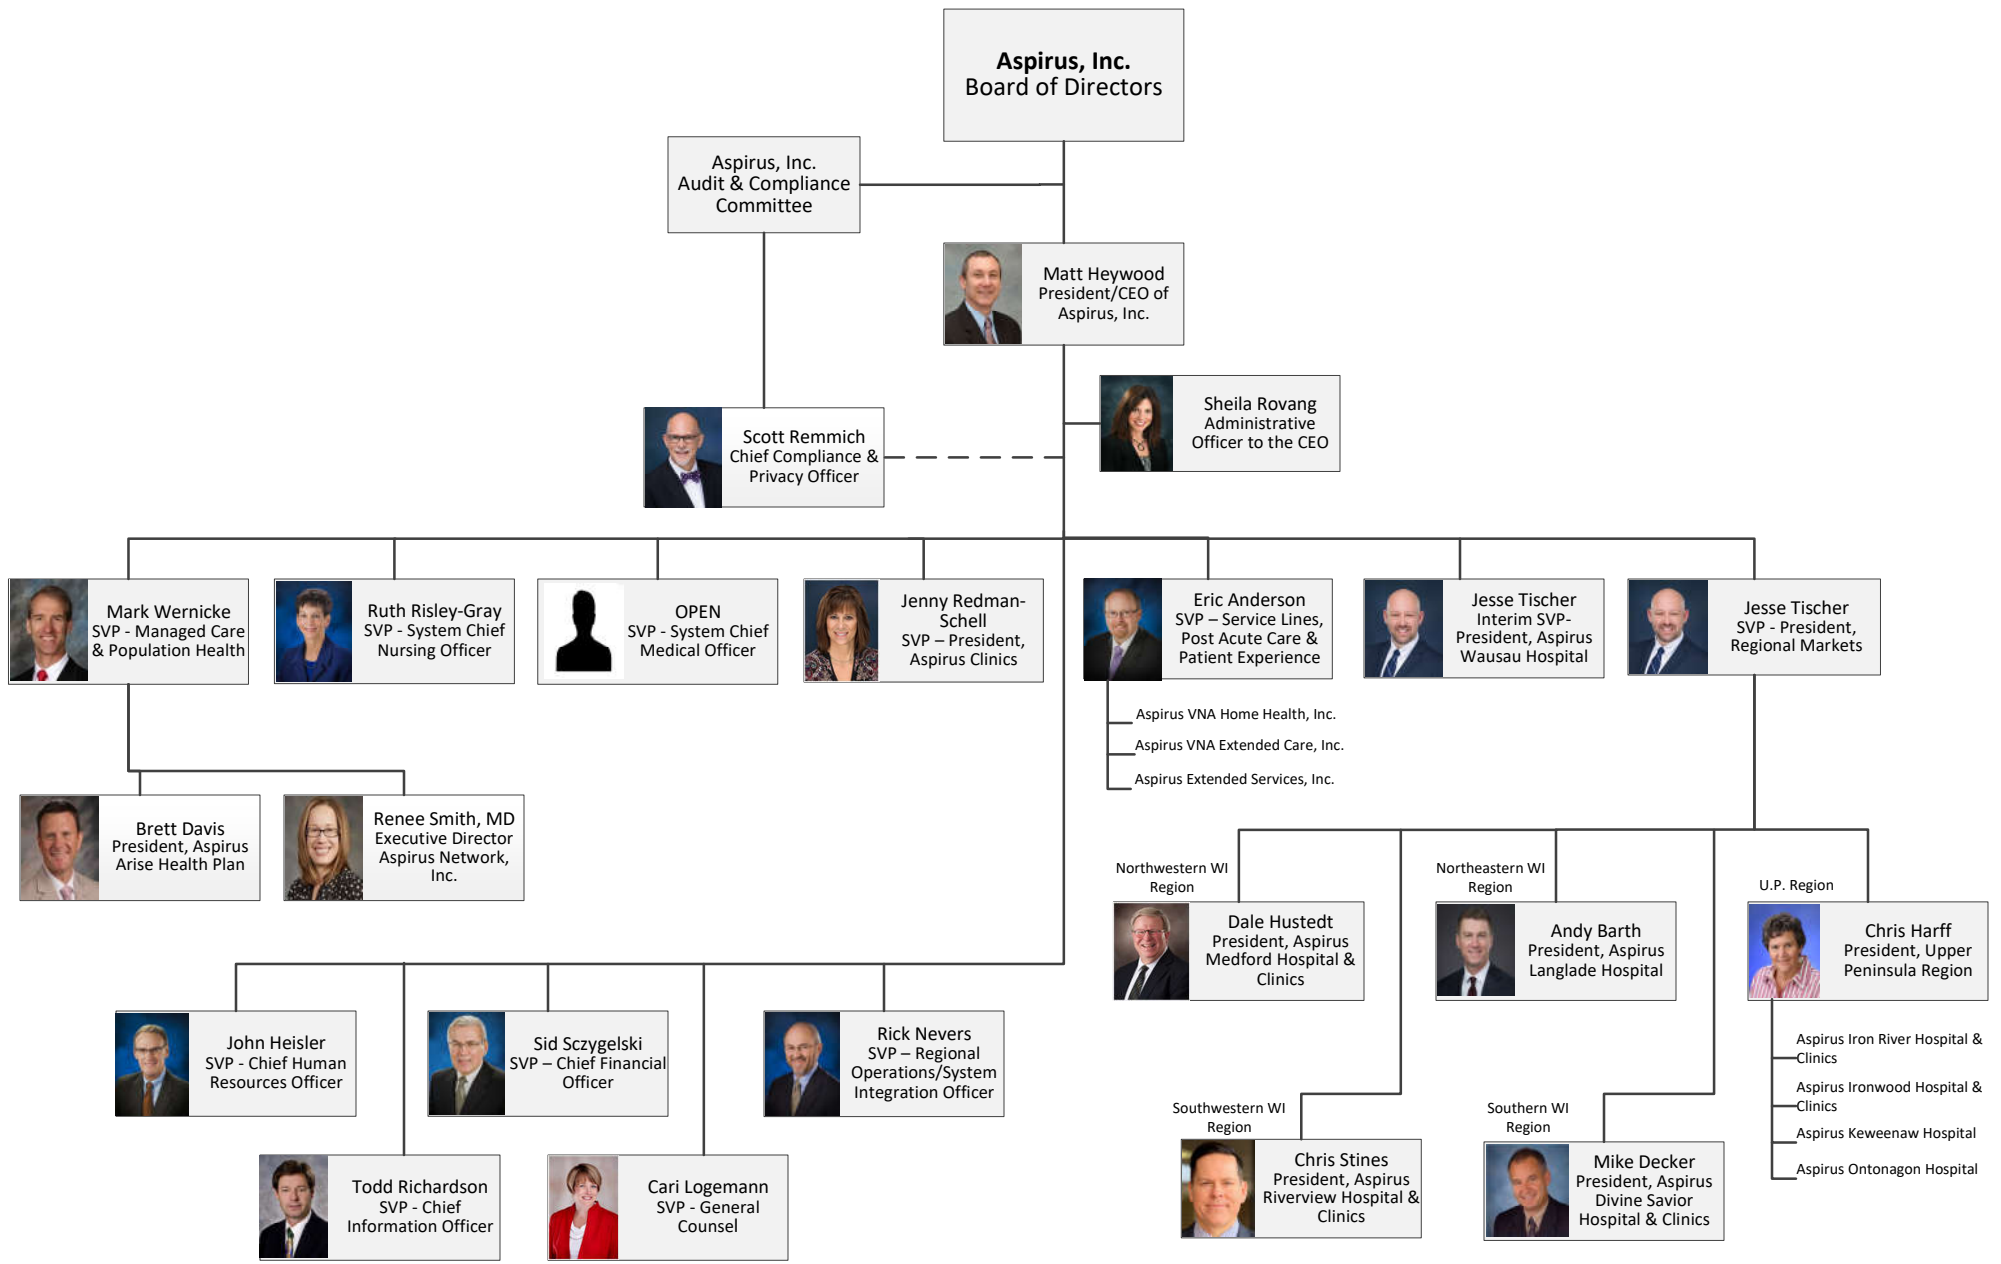 Aspirus, Inc.
Board of Directors
Aspirus, Inc.
Audit & Compliance
Committee
Matt Heywood
President/CEO of
Aspirus, Inc.
Sheila Rovang
Administrative
Officer to the CEO
Scott Remmich
Chief Compliance &
Privacy Officer
Mark Wernicke
SVP - Managed Care
& Population Health
Ruth Risley-Gray
SVP - System Chief
Nursing Officer
OPEN
SVP - System Chief
Medical Officer
Jenny Redman-
Schell
SVP – President,
Aspirus Clinics
Eric Anderson
SVP – Service Lines,
Post Acute Care &
Patient Experience
Jesse Tischer
Interim SVP-
President, Aspirus
Wausau Hospital
Jesse Tischer
SVP - President,
Regional Markets
Aspirus VNA Home Health, Inc.
Aspirus VNA Extended Care, Inc.
Aspirus Extended Services, Inc.
Brett Davis
President, Aspirus
Arise Health Plan
Renee Smith, MD
Executive Director
Aspirus Network,
Inc.
Northwestern WI
Region
Dale Hustedt
President, Aspirus
Medford Hospital &
Clinics
Northeastern WI
Region
Andy Barth
President, Aspirus
Langlade Hospital
U.P. Region
Chris Harff
President, Upper
Peninsula Region
John Heisler
SVP - Chief Human
Resources Officer
Sid Sczygelski
SVP – Chief Financial
Officer
Rick Nevers
SVP – Regional
Operations/System
Integration Officer
Aspirus Iron River Hospital &
Clinics
Aspirus Ironwood Hospital &
Clinics
Aspirus Keweenaw Hospital
Aspirus Ontonagon Hospital
Todd Richardson
SVP - Chief
Information Officer
Cari Logemann
SVP - General
Counsel
Southwestern WI
Region
Chris Stines
President, Aspirus
Riverview Hospital &
Clinics
Southern WI
Region
Mike Decker
President, Aspirus
Divine Savior
Hospital & Clinics